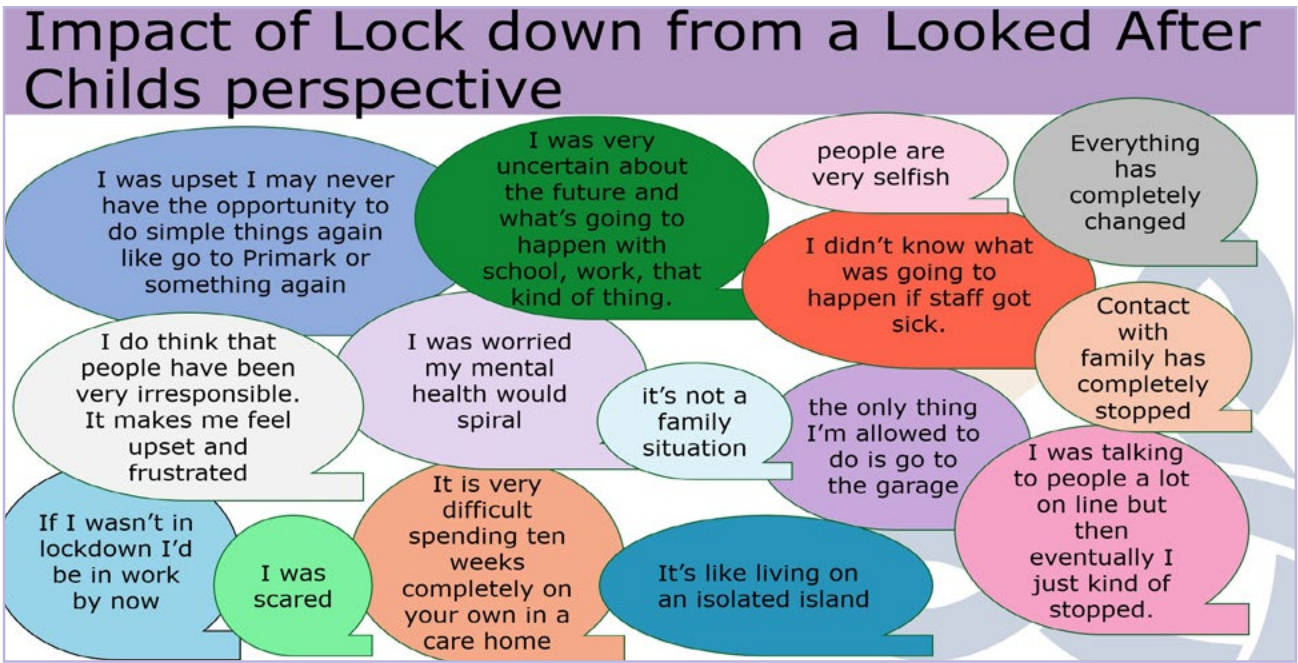 Impact of Lock down from a Looked After
Childs perspective
I was upset I may never
have the opportunity to
do simple things again
like go to Primark or
something again
I was very
uncertain about
the future and
what's going to
happen with
school, work, that
kind of thing.
people are
very selfish
Everything
has
completely
changed
I didn't know what
was going to
happen if staff got
sick.
Contact
with
family has
completely
stopped
I do think that
people have been
very irresponsible.
It makes me feel
upset and
frustrated
I was worried
my mental
health would
spiral
it's not a
family
situation
the only thing
I'm allowed to
do is go to
the garage
I was talking
to people a lot
on line but
then
eventually I
just kind of
stopped.
If I wasn't in
lockdown I'd
be in work
by now
I was
scared
It is very
difficult
spending ten
weeks
completely on
your own in a
care home
It's like living on
an isolated island